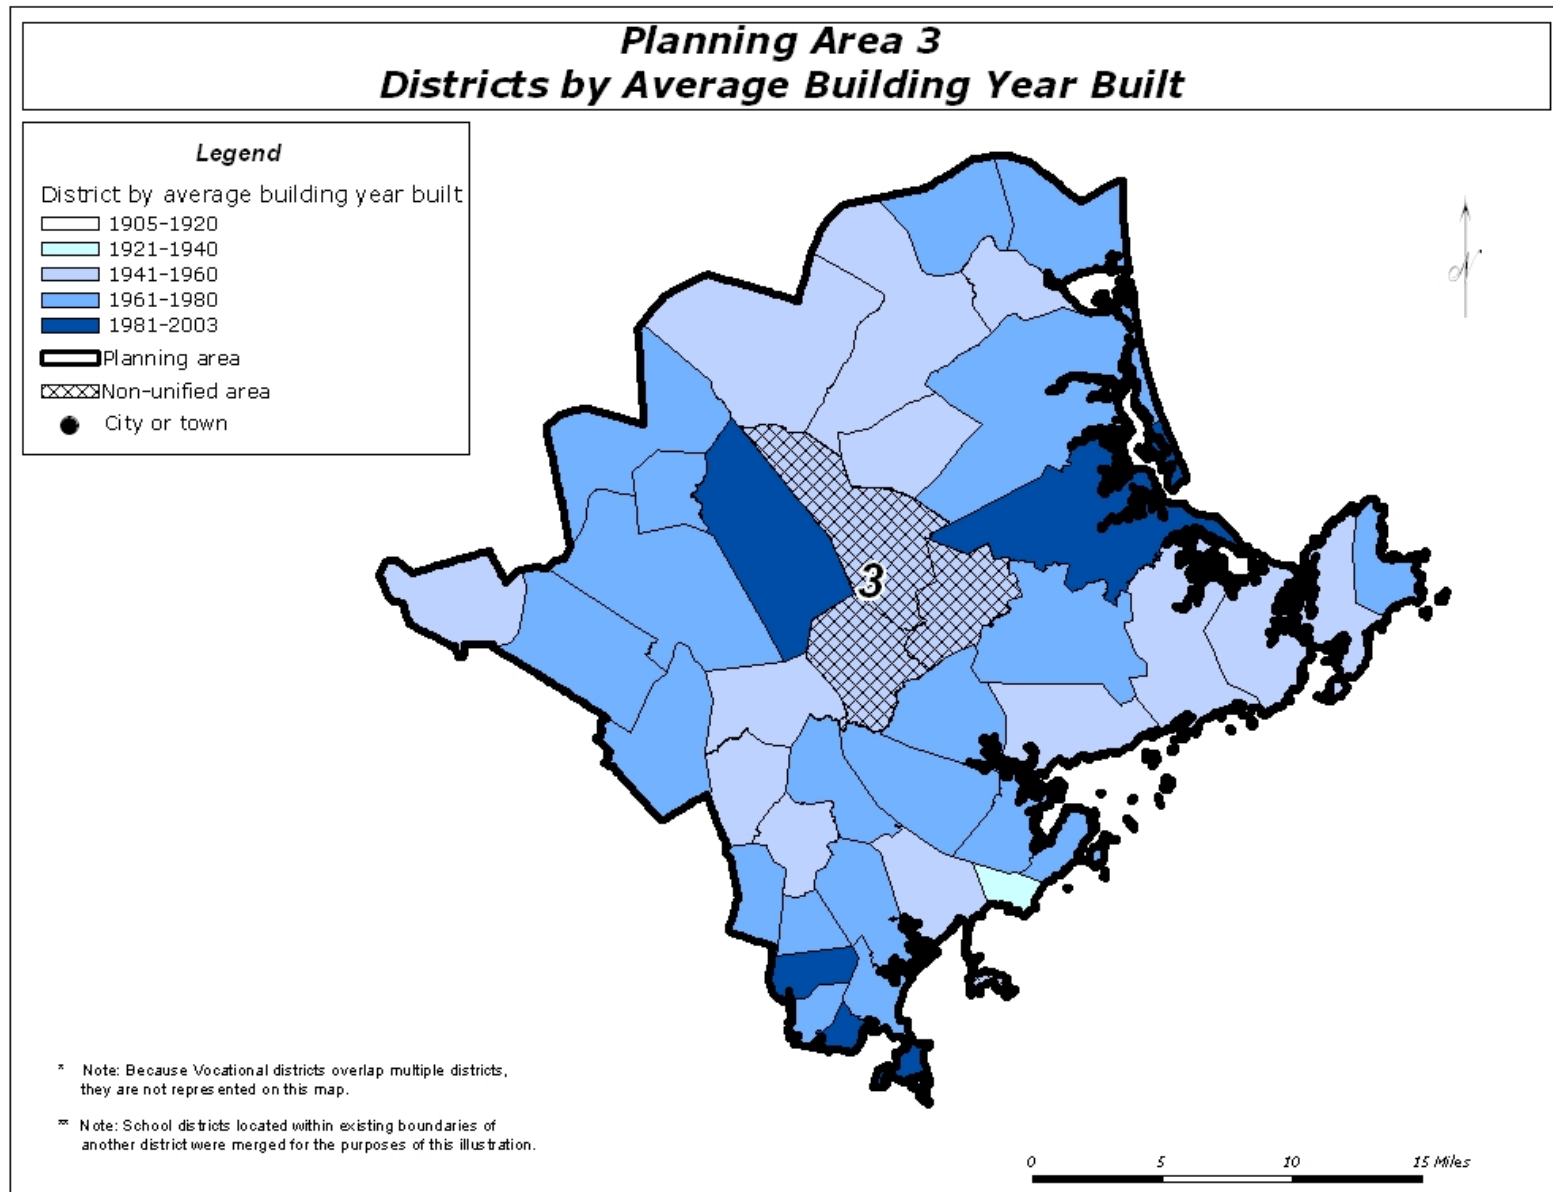 Planning Area 3
Districts by Average Building Year Built
Legend
District by average building year built
1905-1920
1921-1940
1941-1960
1961-1980
1981-2003
Planning area
Non-unified area
City or town
N
3
* Note: Because Vocational districts overlap multiple districts,
they are not represented on this map.
** Note: School districts located within existing boundaries of
another district were merged for the purposes of this illustration.
0 5 10 15 Miles